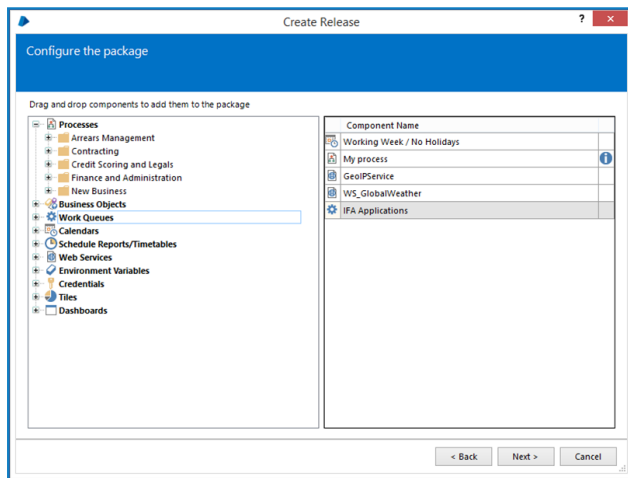 Create Release
?
Configure the package
Drag and drop components to add them to the package
Processes
Arrears Management
Contracting
Credit Scoring and Legals
Finance and Administration
New Business
Business Objects
Work Queues
Calendars
Schedule Reports/Timetables
Web Services
Environment Variables
Credentials
Tiles
Dashboards
Component Name
Working Week / No Holidays
My process
GeoIPService
WS_GlobalWeather
IFA Applications
< Back
Next >
Cancel